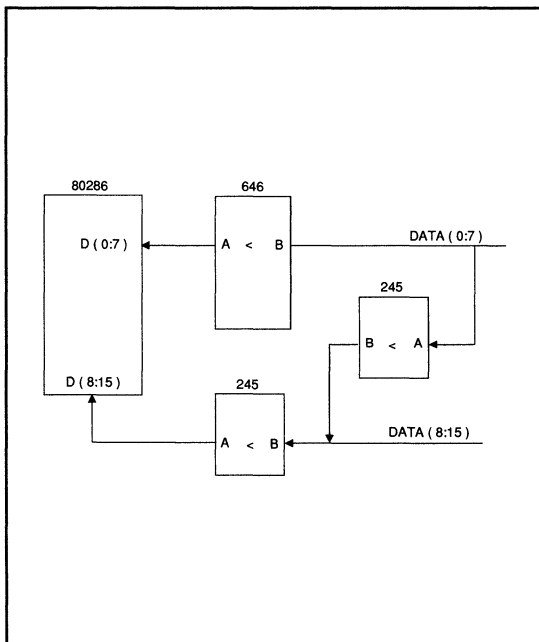 80286
646
D ( 0:7 )
A < B
DATA ( 0:7 )
245
B < A
D ( 8:15 )
245
A < B
DATA ( 8:15 )